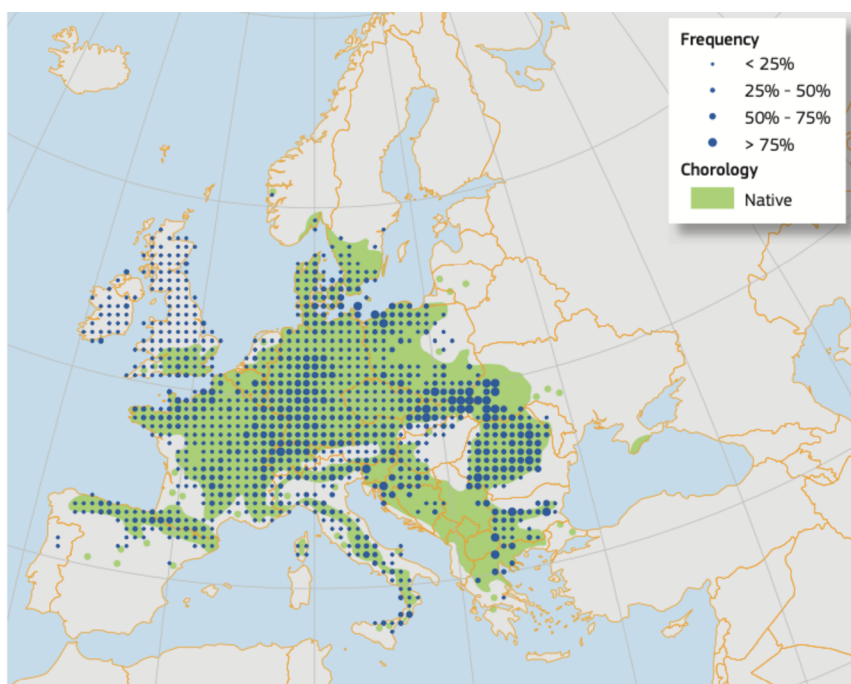 Frequency
< 25%
25% - 50%
50% - 75%
> 75%
Chorology
Native